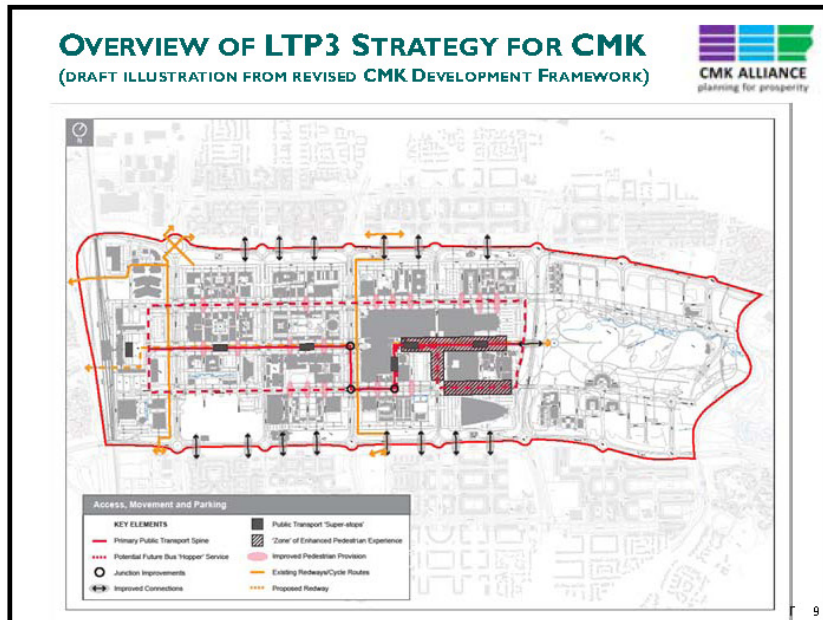 OVERVIEW OF LTP3 STRATEGY FOR CMK
(DRAFT ILLUSTRATION FROM REVISED CMK DEVELOPMENT FRAMEWORK)
CMK ALLIANCE
planning for prosperity
N
Access, Movement and Parking
KEY ELEMENTS
Primary Public Transport Spine
Potential Future Bus 'Hopper' Service
Junction Improvements
Improved Connections
Public Transport 'Super-stops'
'Zone' of Enhanced Pedestrian Experience
Improved Pedestrian Provision
Existing Redways/Cycle Routes
Proposed Redway
9